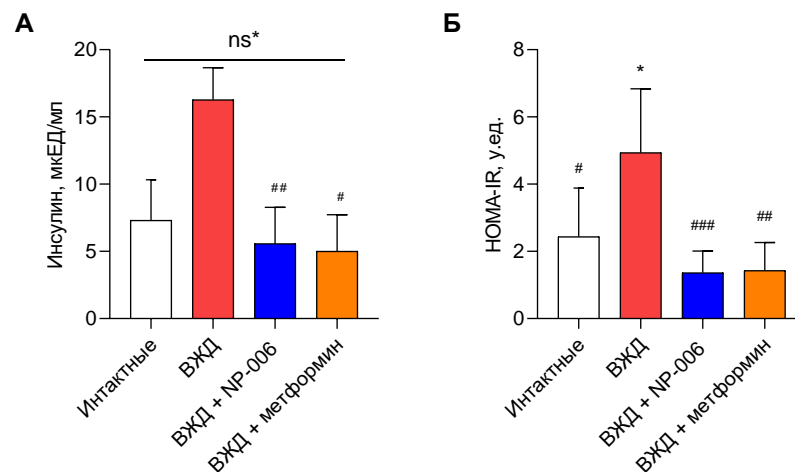 А
ns*
Инсулин, мкЕД/мл
20
15
10
5
0
##
#
Интактные
ВЖД
ВЖД + NP-006
ВЖД + метформин
Б
HOMA-IR, у.ед.
8
6
4
2
0
#
*
###
##
Интактные
ВЖД
ВЖД + NP-006
ВЖД + метформин